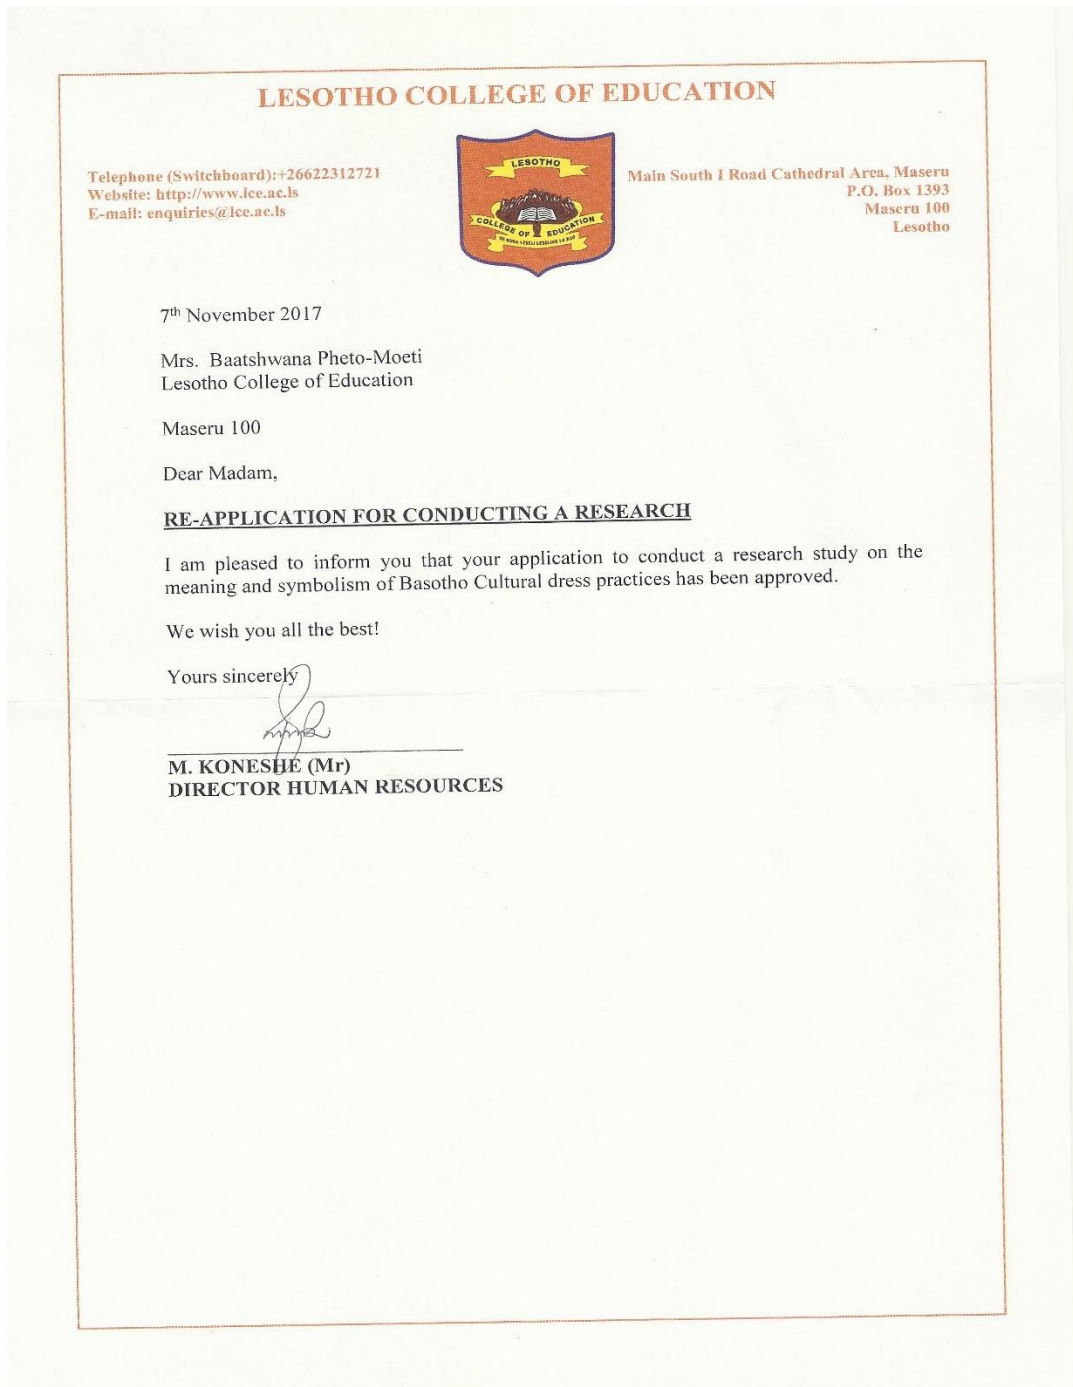 LESOTHO COLLEGE OF EDUCATION
Telephone (Switchboard):+26622312721
Website: http://www.lce.ac.ls
E-mail: enquiries@lce.ac.ls
LESOTHO
COLLEGE OF EDUCATION
Main South 1 Road Cathedral Area, Maseru
P.O. Box 1393
Maseru 100
Lesotho
7th November 2017
Mrs. Baatshwana Pheto-Moeti
Lesotho College of Education
Maseru 100
Dear Madam,
RE-APPLICATION FOR CONDUCTING A RESEARCH
I am pleased to inform you that your application to conduct a research study on the
meaning and symbolism of Basotho Cultural dress practices has been approved.
We wish you all the best!
Yours sincerely
M. KONESHE (Mr)
DIRECTOR HUMAN RESOURCES